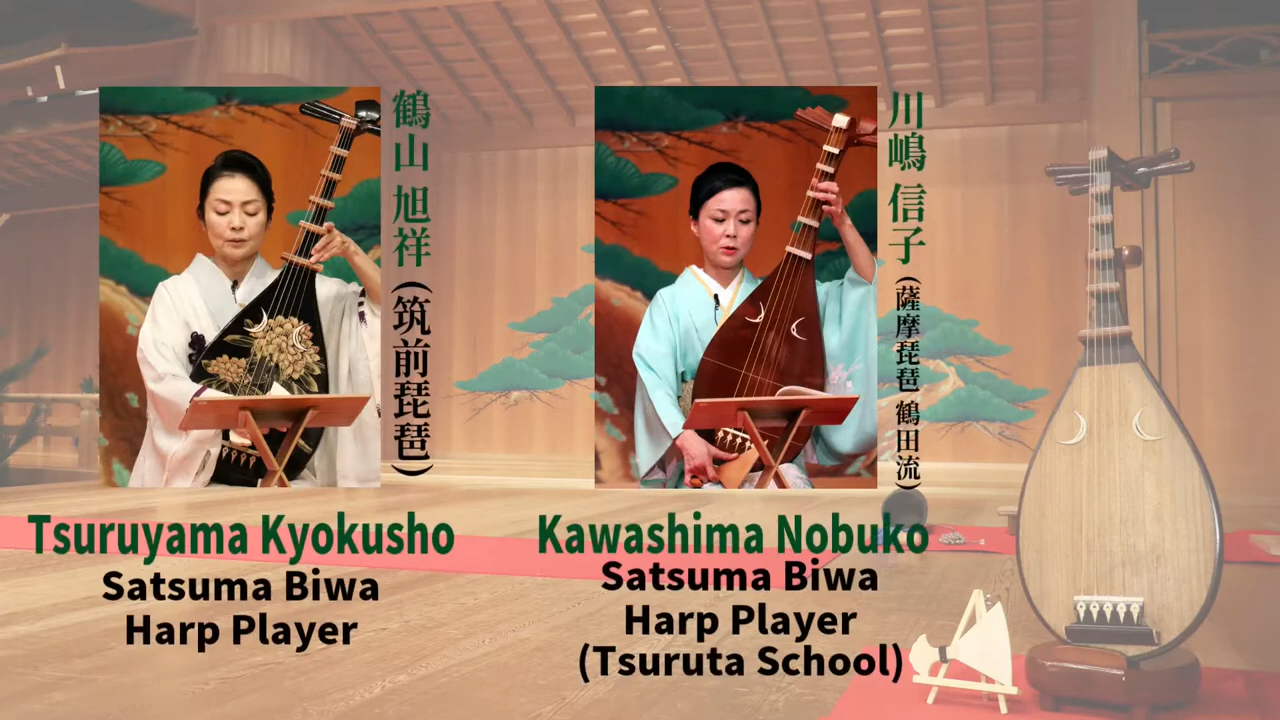 鶴山 旭祥（筑前琵琶）
Tsuruyama Kyokusho
Satsuma Biwa
Harp Player
川嶋 信子（薩摩琵琶 鶴田流）
Kawashima Nobuko
Satsuma Biwa
Harp Player
(Tsuruta School)